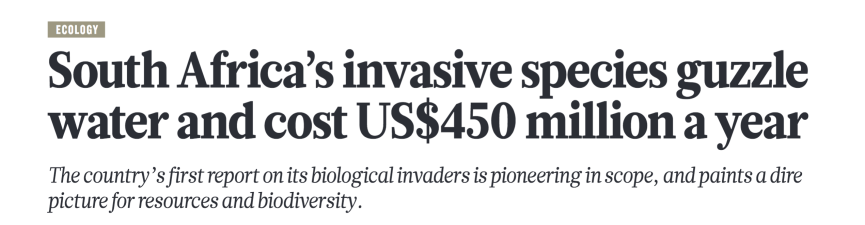 ECOLOGY
South Africa’s invasive species guzzle
water and cost US$450 million a year
The country’s first report on its biological invaders is pioneering in scope, and paints a dire
picture for resources and biodiversity.